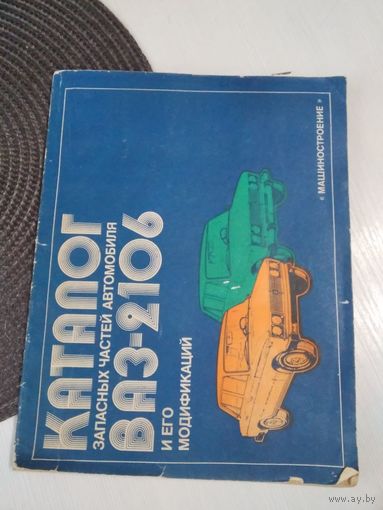 КАТАЛОГ
ЗАПАСНЫХ ЧАСТЕЙ АВТОМОБИЛЯ
ВАЗ-2106
И ЕГО
МОДИФИКАЦИЙ
«МАШИНОСТРОЕНИЕ»
www.ay.by